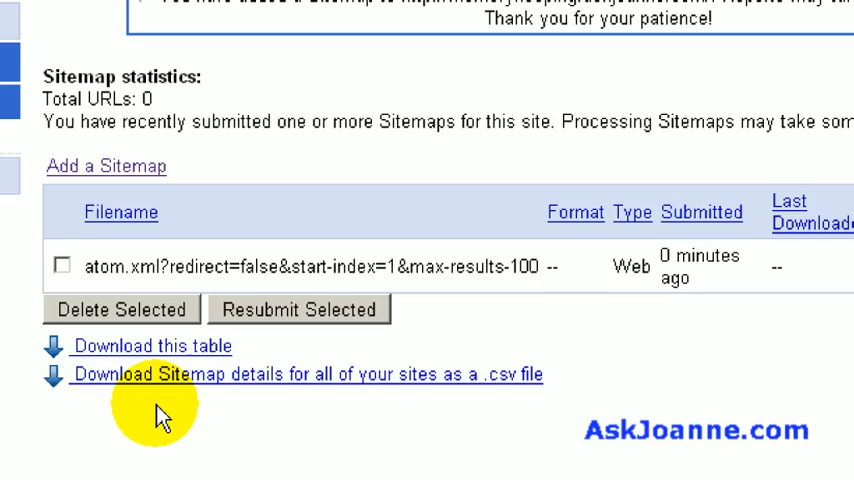 Thank you for your patience!
Sitemap statistics:
Total URLs: 0
You have recently submitted one or more Sitemaps for this site. Processing Sitemaps may take som
Add a Sitemap
Filename Format Type Submitted Last Downloade
atom.xml?redirect=false&start-index=1&max-results-100 -- Web 0 minutes ago --
Delete Selected Resubmit Selected
Download this table
Download Sitemap details for all of your sites as a .csv file
AskJoanne.com